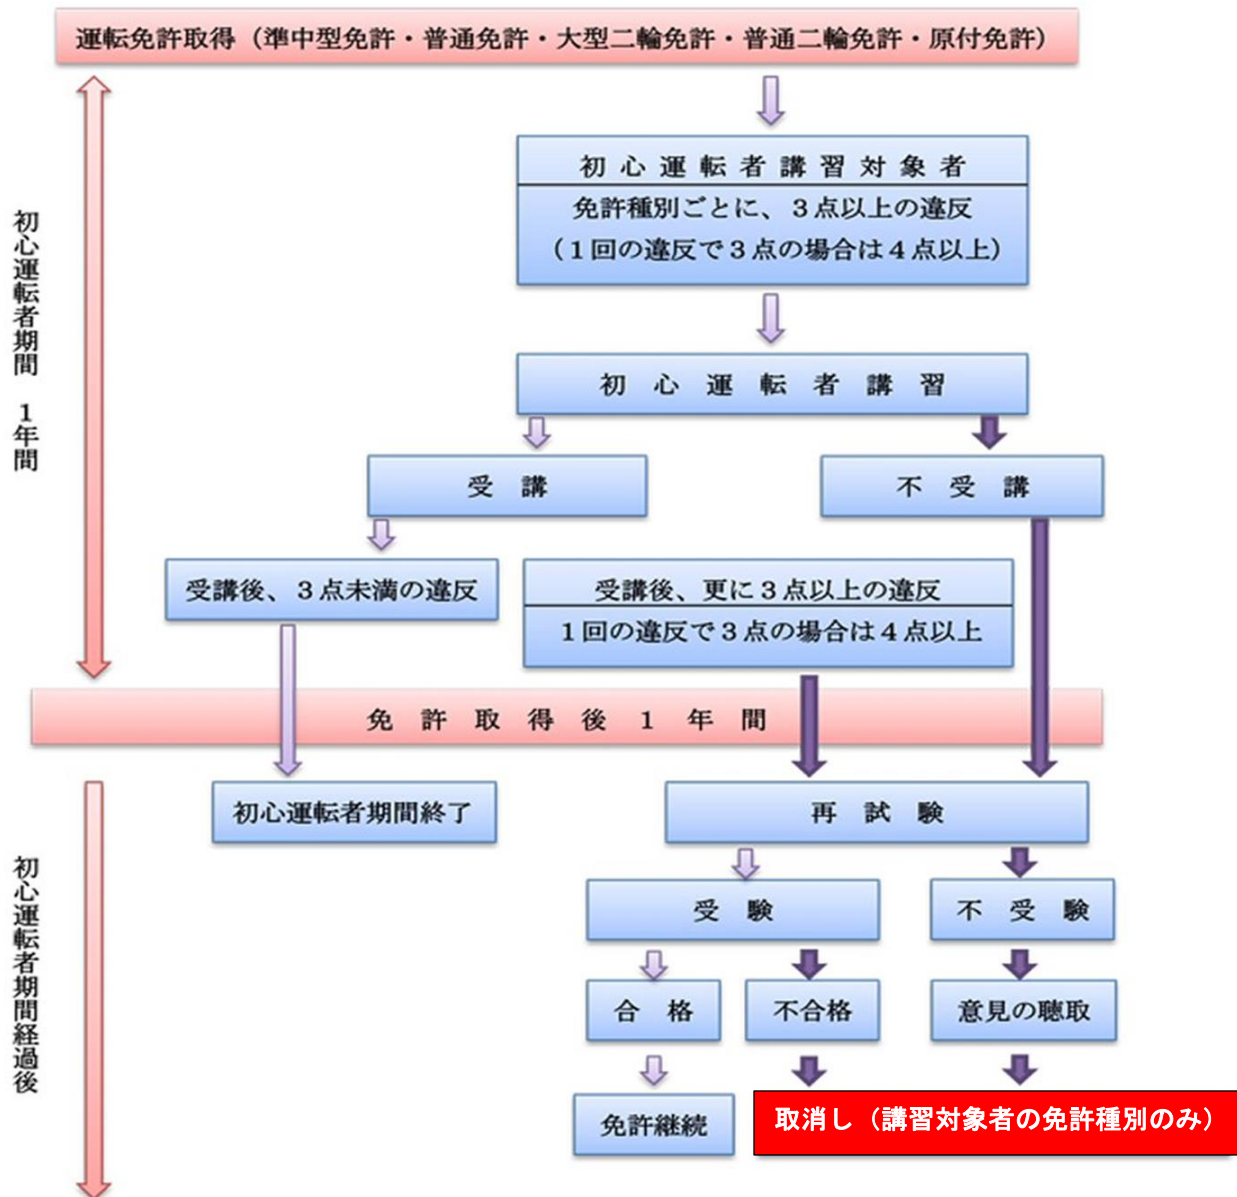 運転免許取得（準中型免許・普通免許・大型二輪免許・普通二輪免許・原付免許）
初心運転者期間　１年間
初心運転者講習対象者
免許種別ごとに、３点以上の違反
（１回の違反で３点の場合は４点以上）
初心運転者講習
受講
不受講
受講後、３点未満の違反
受講後、更に３点以上の違反
１回の違反で３点の場合は４点以上
免許取得後１年間
初心運転者期間経過後
初心運転者期間終了
再試験
受験
不受験
合格
不合格
意見の聴取
免許継続
取消し（講習対象者の免許種別のみ）